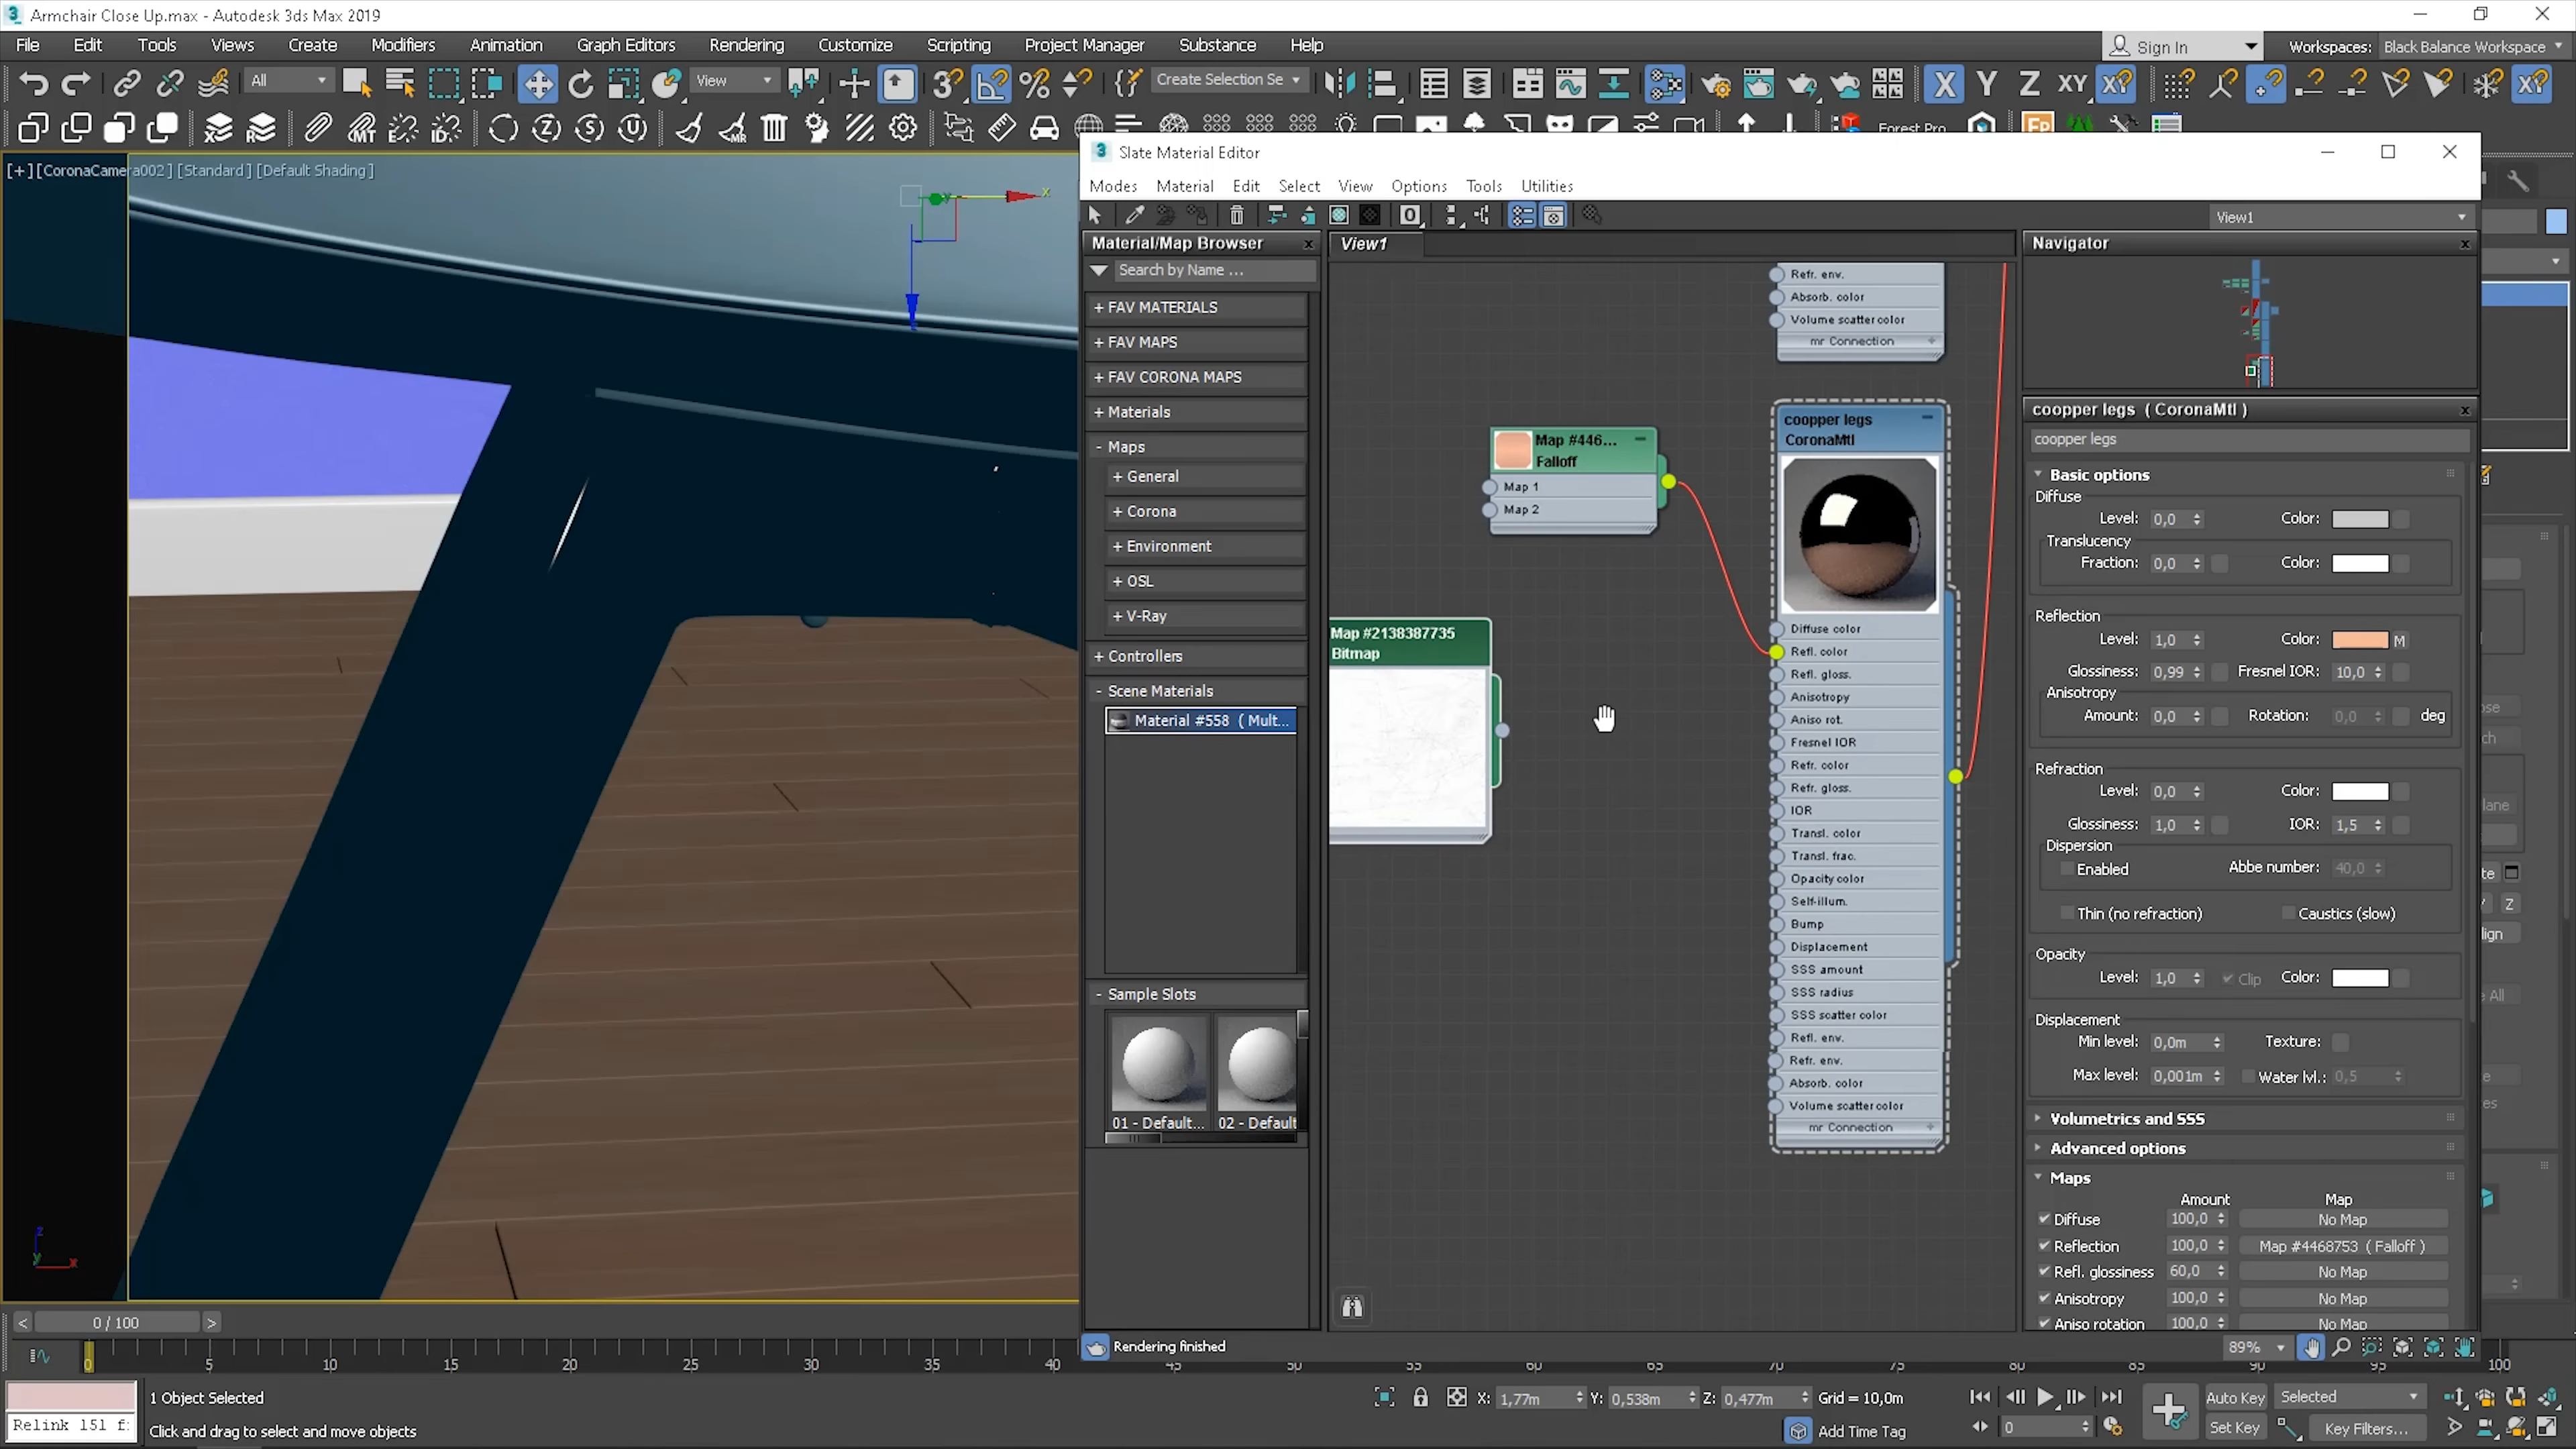 Armchair Close Up.max - Autodesk 3ds Max 2019
File Edit Tools Views Create Modifiers Animation Graph Editors Rendering Customize Scripting Project Manager Substance Help
Sign In Workspaces: Black Balance Workspace
All View Create Selection Se X Y Z XY
Forest Pro
[+] [CoronaCamera002] [Standard] [Default Shading]
Slate Material Editor
Modes Material Edit Select View Options Tools Utilities
View1
Material/Map Browser
Search by Name ...
+ FAV MATERIALS
+ FAV MAPS
+ FAV CORONA MAPS
+ Materials
- Maps
+ General
+ Corona
+ Environment
+ OSL
+ V-Ray
+ Controllers
- Scene Materials
Material #558 ( Mult...
- Sample Slots
01 - Default...
02 - Default
View1
Refr. env.
Absorb. color
Volume scatter color
mr Connection
Map #446...
Falloff
Map 1
Map 2
Map #2138387735
Bitmap
coopper legs
CoronaMtl
Diffuse color
Refl. color
Refl. gloss.
Anisotropy
Aniso rot.
Fresnel IOR
Refr. color
Refr. gloss.
IOR
Transl. color
Transl. frac.
Opacity color
Self-illum.
Bump
Displacement
SSS amount
SSS radius
SSS scatter color
Refl. env.
Refr. env.
Absorb. color
Volume scatter color
mr Connection
Navigator
coopper legs ( CoronaMtl )
coopper legs
Basic options
Diffuse
Level: 0,0 Color:
Translucency
Fraction: 0,0 Color:
Reflection
Level: 1,0 Color: M
Glossiness: 0,99 Fresnel IOR: 10,0
Anisotropy
Amount: 0,0 Rotation: 0,0 deg
Refraction
Level: 0,0 Color:
Glossiness: 1,0 IOR: 1,5
Dispersion
Enabled Abbe number: 40,0
Thin (no refraction) Caustics (slow)
Opacity
Level: 1,0 Clip Color:
Displacement
Min level: 0,0m Texture:
Max level: 0,001m Water lvl.: 0,5
Volumetrics and SSS
Advanced options
Maps
Amount Map
Diffuse 100,0 No Map
Reflection 100,0 Map #4468753 ( Falloff )
Refl. glossiness 60,0 No Map
Anisotropy 100,0 No Map
Aniso rotation 100,0 No Map
Rendering finished
89%
< 0 / 100 >
0 5 10 15 20 25 30 35 40 45 50 55 60 65 70 75 80 85 90 95 100
1 Object Selected
X: 1,77m Y: 0,538m Z: 0,477m Grid = 10,0m
Auto Key Selected
Relink 151 f:
Click and drag to select and move objects
Add Time Tag
0
Set Key Key Filters...